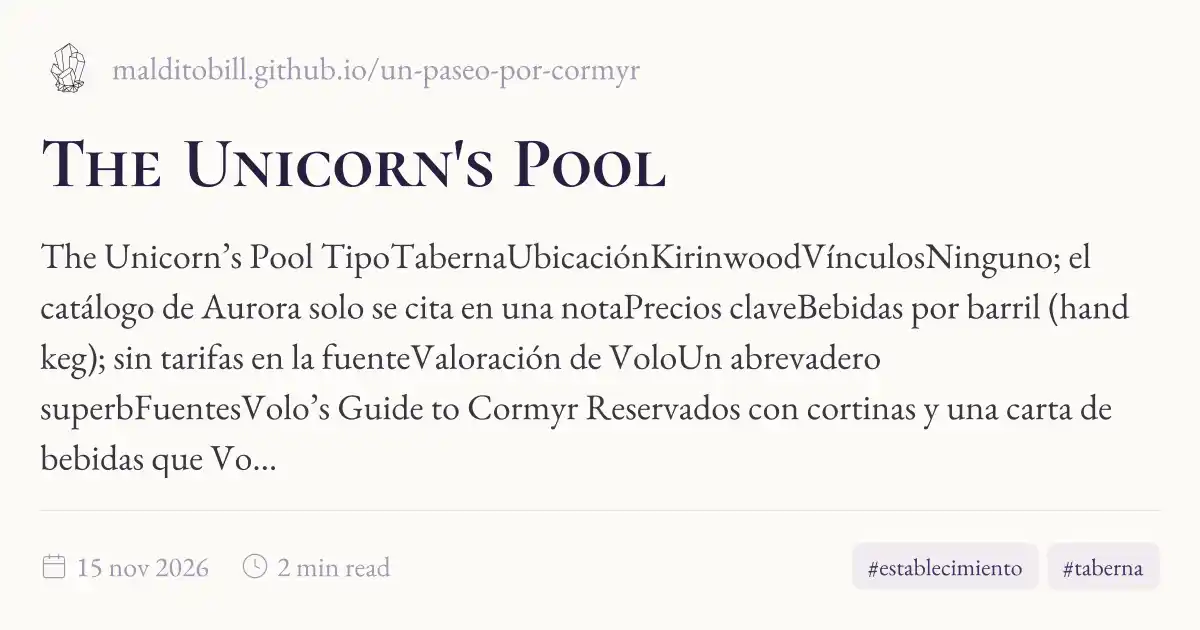 malditobill.github.io/un-paseo-por-cormyr
The Unicorn's Pool
The Unicorn’s Pool TipoTabernaUbicaciónKirinwoodVínculosNinguno; el
catálogo de Aurora solo se cita en una notaPrecios claveBebidas por barril (hand
keg); sin tarifas en la fuenteValoración de VoloUn abrevadero
superbFuentesVolo’s Guide to Cormyr Reservados con cortinas y una carta de
bebidas que Vo...
15 nov 2026
2 min read
#establecimiento
#taberna